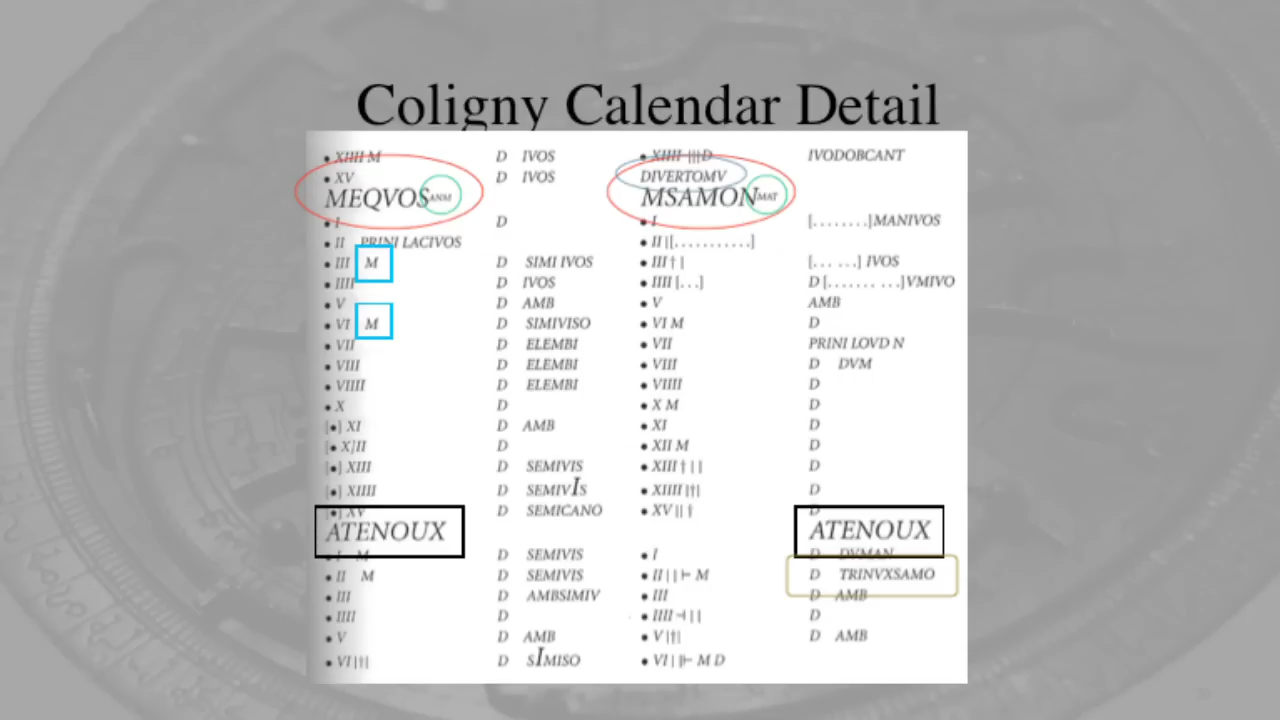 Coligny Calendar Detail
• XIIII M D IVOS
• XV D IVOS
MEQVOS ANM
• I D
• II PRINI LACIVOS
• III M D SIMI IVOS
• IIII D IVOS
• V D AMB
• VI M D SIMIVISO
• VII D ELEMBI
• VIII D ELEMBI
• VIIII D ELEMBI
• X D
[•] XI D AMB
[• X]II D
[•] XIII D SEMIVIS
[•] XIIII D SEMIVIS
[•] XV D SEMICANO
ATENOUX
• I M D SEMIVIS
• II M D SEMIVIS
• III D AMBSIMIV
• IIII D
• V D AMB
• VI |†| D SIMISO
• XIIII ||| D IVODOBCANT
DIVERTOMV
MSAMON MAT
• I [. . . . . . . .] MANIVOS
• II | [. . . . . . . . . . .]
• III † | [. . . . . .] IVOS
• IIII [. . .] D [. . . . . . . . . .] VMIVO
• V AMB
• VI M D
• VII PRINI LOVD N
• VIII D DVM
• VIIII D
• X M D
• XI D
• XII M D
• XIII † | | D
• XIIII |†| D
• XV || † D
ATENOUX
• I D DVMAN
• II | | ⊢ M D TRINVXSAMO
• III D AMB
• IIII ⊣ | | D
• V |†| D AMB
• VI | ⊩ M D